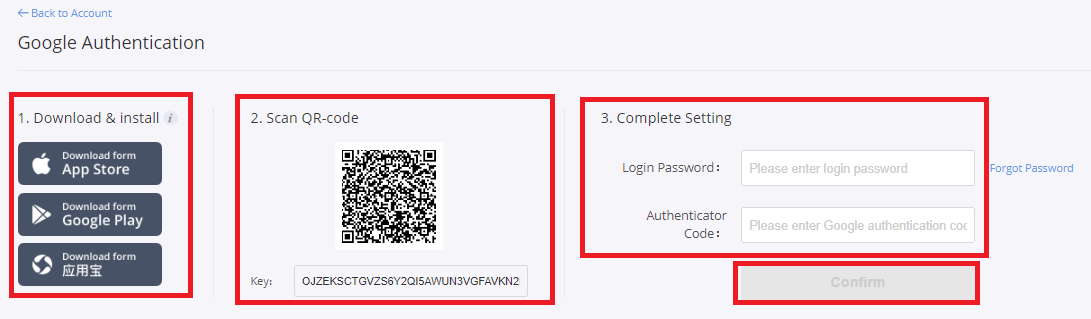 ← Back to Account
Google Authentication
1. Download & install i
Download form
App Store
Download form
Google Play
Download form
应用宝
2. Scan QR-code
Key:
OJZEKSCTGVZS6Y2QI5AWUN3VGFAVKN2
3. Complete Setting
Login Password:
Please enter login password
Forgot Password
Authenticator
Code:
Please enter Google authentication cod
Confirm